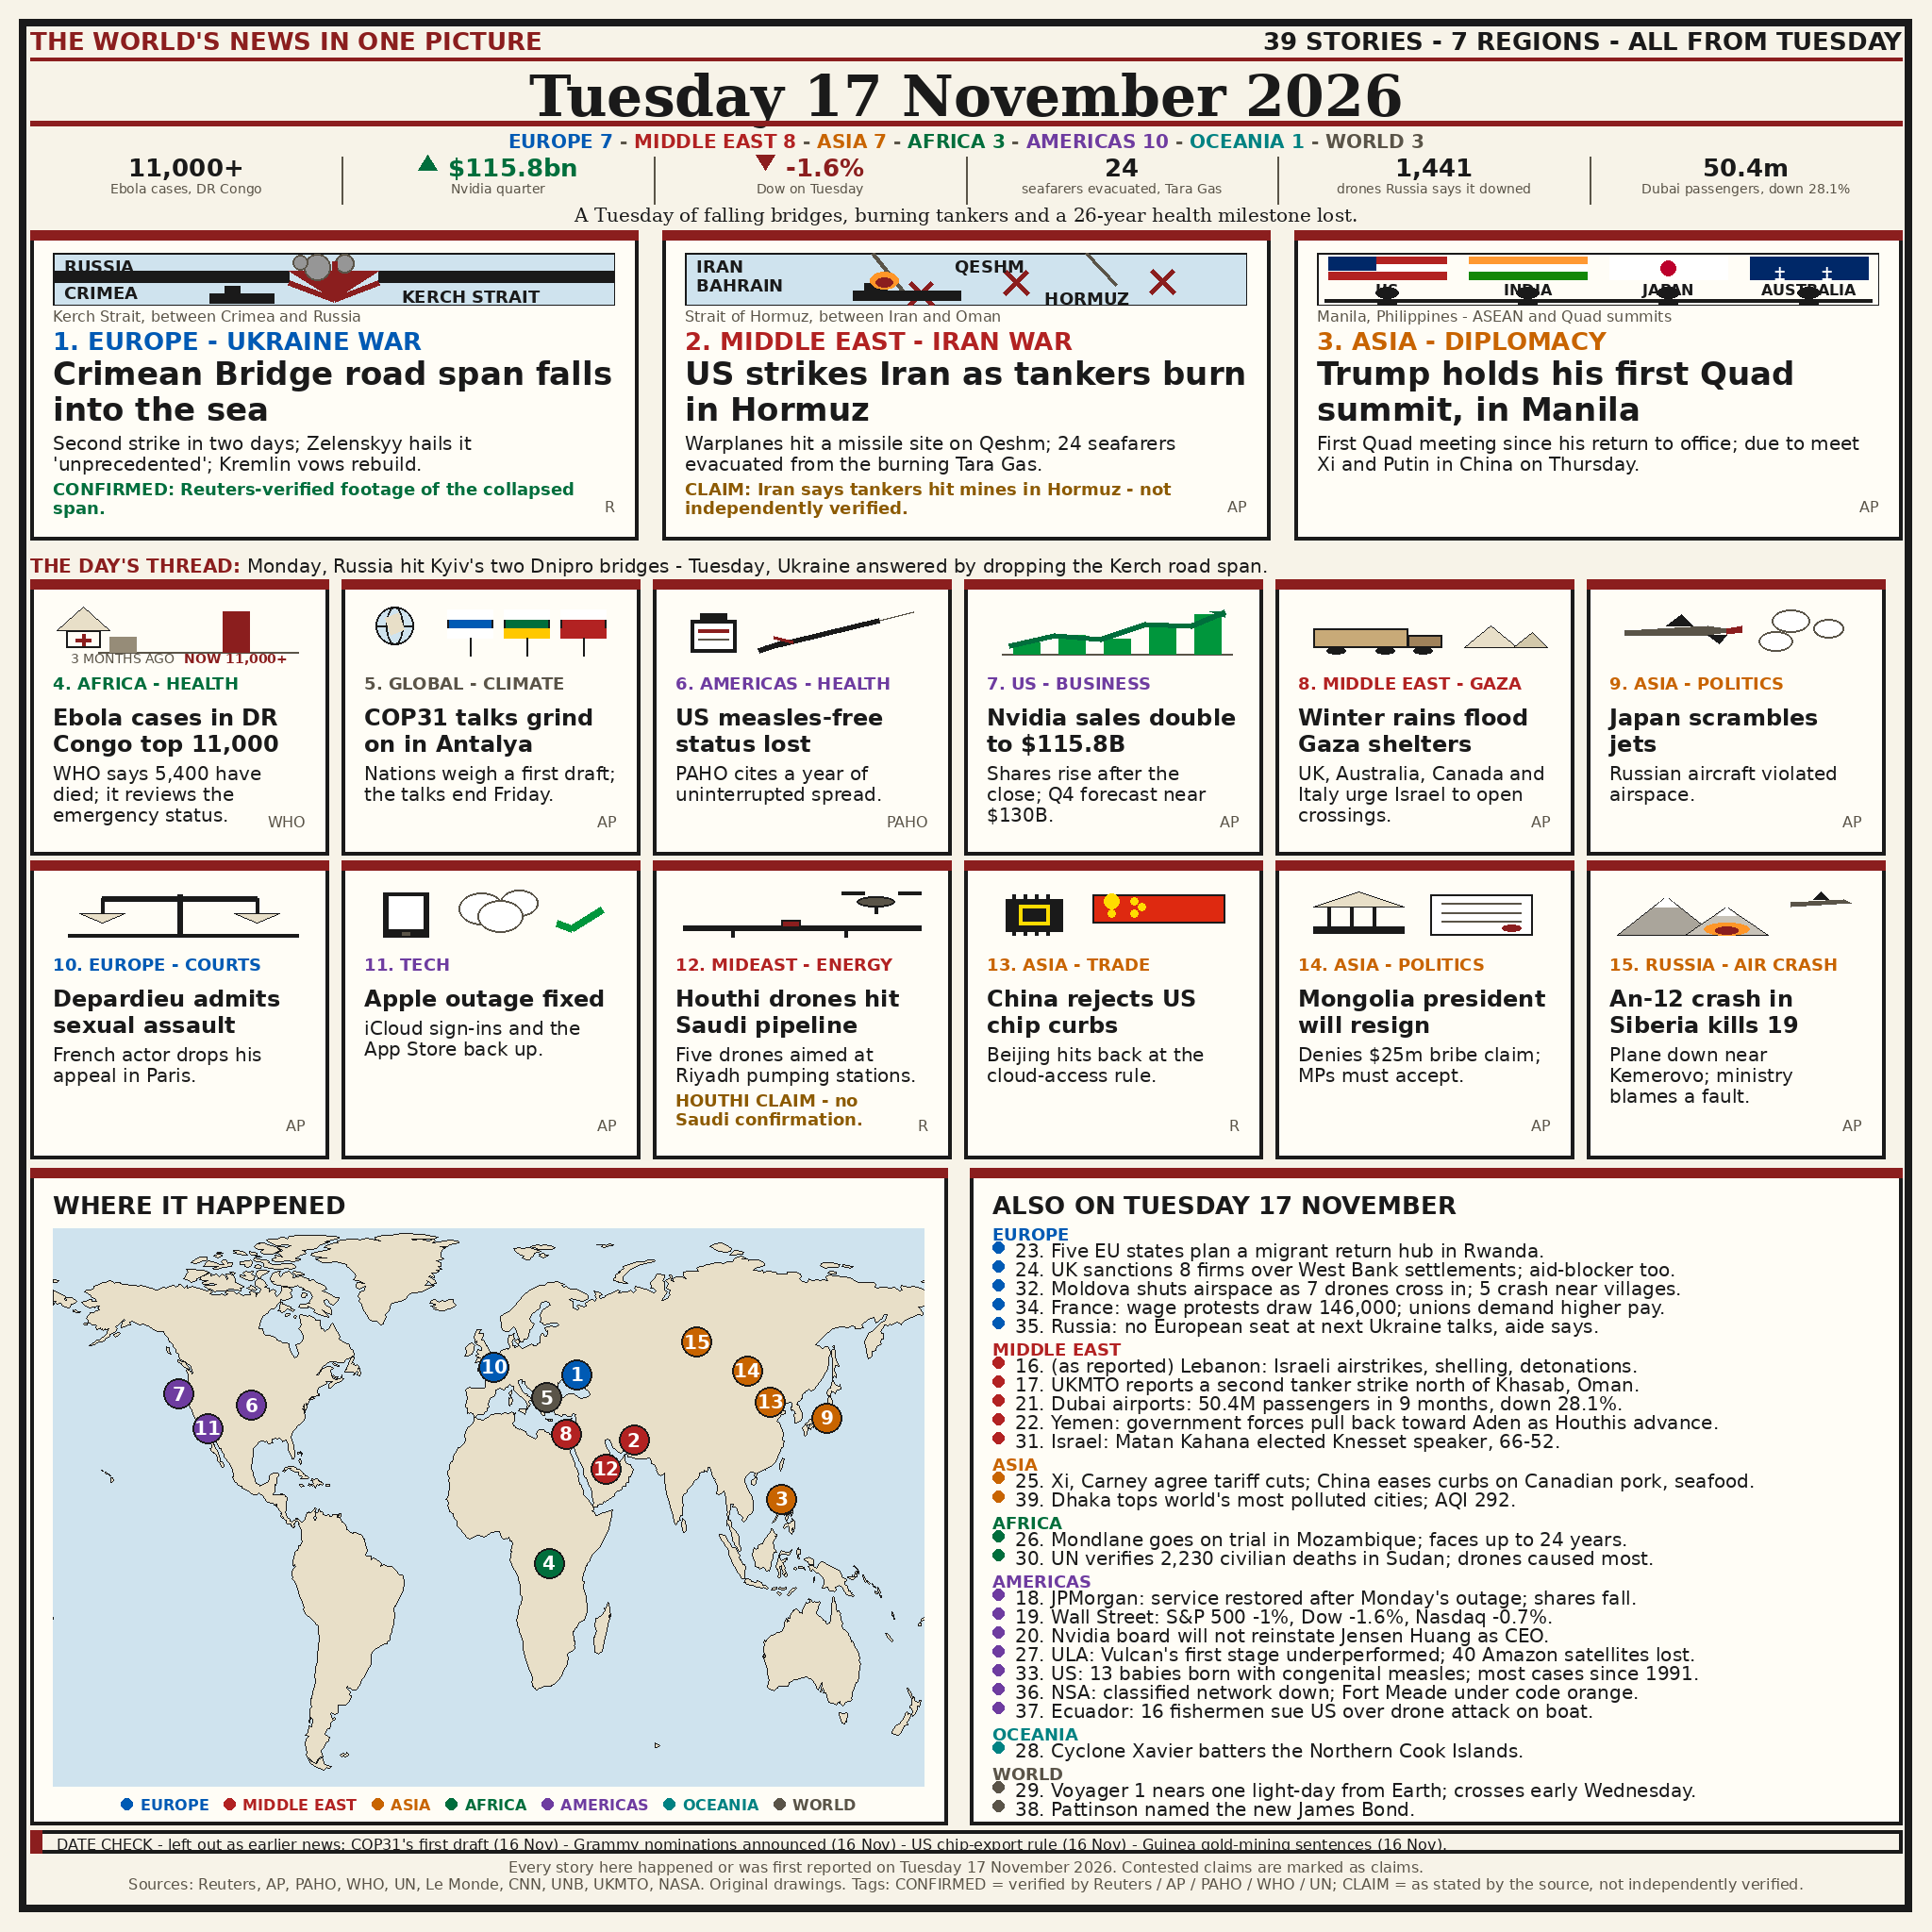 THE WORLD'S NEWS IN ONE PICTURE
39 STORIES - 7 REGIONS - ALL FROM TUESDAY
Tuesday 17 November 2026
EUROPE 7 - MIDDLE EAST 8 - ASIA 7 - AFRICA 3 - AMERICAS 10 - OCEANIA 1 - WORLD 3
11,000+
Ebola cases, DR Congo
$115.8bn
Nvidia quarter
-1.6%
Dow on Tuesday
24
seafarers evacuated, Tara Gas
1,441
drones Russia says it downed
50.4m
Dubai passengers, down 28.1%
A Tuesday of falling bridges, burning tankers and a 26-year health milestone lost.
RUSSIA
CRIMEA
KERCH STRAIT
Kerch Strait, between Crimea and Russia
1. EUROPE - UKRAINE WAR
Crimean Bridge road span falls
into the sea
Second strike in two days; Zelenskyy hails it
'unprecedented'; Kremlin vows rebuild.
CONFIRMED: Reuters-verified footage of the collapsed
span.
R
IRAN
BAHRAIN
QESHM
HORMUZ
Strait of Hormuz, between Iran and Oman
2. MIDDLE EAST - IRAN WAR
US strikes Iran as tankers burn
in Hormuz
Warplanes hit a missile site on Qeshm; 24 seafarers
evacuated from the burning Tara Gas.
CLAIM: Iran says tankers hit mines in Hormuz - not
independently verified.
AP
US
INDIA
JAPAN
AUSTRALIA
Manila, Philippines - ASEAN and Quad summits
3. ASIA - DIPLOMACY
Trump holds his first Quad
summit, in Manila
First Quad meeting since his return to office; due to meet
Xi and Putin in China on Thursday.
AP
THE DAY'S THREAD: Monday, Russia hit Kyiv's two Dnipro bridges - Tuesday, Ukraine answered by dropping the Kerch road span.
3 MONTHS AGO NOW 11,000+
4. AFRICA - HEALTH
Ebola cases in DR
Congo top 11,000
WHO says 5,400 have
died; it reviews the
emergency status.
WHO
5. GLOBAL - CLIMATE
COP31 talks grind
on in Antalya
Nations weigh a first draft;
the talks end Friday.
AP
6. AMERICAS - HEALTH
US measles-free
status lost
PAHO cites a year of
uninterrupted spread.
PAHO
7. US - BUSINESS
Nvidia sales double
to $115.8B
Shares rise after the
close; Q4 forecast near
$130B.
AP
8. MIDDLE EAST - GAZA
Winter rains flood
Gaza shelters
UK, Australia, Canada and
Italy urge Israel to open
crossings.
AP
9. ASIA - POLITICS
Japan scrambles
jets
Russian aircraft violated
airspace.
AP
10. EUROPE - COURTS
Depardieu admits
sexual assault
French actor drops his
appeal in Paris.
AP
11. TECH
Apple outage fixed
iCloud sign-ins and the
App Store back up.
AP
12. MIDEAST - ENERGY
Houthi drones hit
Saudi pipeline
Five drones aimed at
Riyadh pumping stations.
HOUTHI CLAIM - no
Saudi confirmation.
R
13. ASIA - TRADE
China rejects US
chip curbs
Beijing hits back at the
cloud-access rule.
R
14. ASIA - POLITICS
Mongolia president
will resign
Denies $25m bribe claim;
MPs must accept.
AP
15. RUSSIA - AIR CRASH
An-12 crash in
Siberia kills 19
Plane down near
Kemerovo; ministry
blames a fault.
AP
WHERE IT HAPPENED
15
10
1
14
7
5
13
6
9
11
8
2
12
3
4
EUROPE MIDDLE EAST ASIA AFRICA AMERICAS OCEANIA WORLD
ALSO ON TUESDAY 17 NOVEMBER
EUROPE
23. Five EU states plan a migrant return hub in Rwanda.
24. UK sanctions 8 firms over West Bank settlements; aid-blocker too.
32. Moldova shuts airspace as 7 drones cross in; 5 crash near villages.
34. France: wage protests draw 146,000; unions demand higher pay.
35. Russia: no European seat at next Ukraine talks, aide says.
MIDDLE EAST
16. (as reported) Lebanon: Israeli airstrikes, shelling, detonations.
17. UKMTO reports a second tanker strike north of Khasab, Oman.
21. Dubai airports: 50.4M passengers in 9 months, down 28.1%.
22. Yemen: government forces pull back toward Aden as Houthis advance.
31. Israel: Matan Kahana elected Knesset speaker, 66-52.
ASIA
25. Xi, Carney agree tariff cuts; China eases curbs on Canadian pork, seafood.
39. Dhaka tops world's most polluted cities; AQI 292.
AFRICA
26. Mondlane goes on trial in Mozambique; faces up to 24 years.
30. UN verifies 2,230 civilian deaths in Sudan; drones caused most.
AMERICAS
18. JPMorgan: service restored after Monday's outage; shares fall.
19. Wall Street: S&P 500 -1%, Dow -1.6%, Nasdaq -0.7%.
20. Nvidia board will not reinstate Jensen Huang as CEO.
27. ULA: Vulcan's first stage underperformed; 40 Amazon satellites lost.
33. US: 13 babies born with congenital measles; most cases since 1991.
36. NSA: classified network down; Fort Meade under code orange.
37. Ecuador: 16 fishermen sue US over drone attack on boat.
OCEANIA
28. Cyclone Xavier batters the Northern Cook Islands.
WORLD
29. Voyager 1 nears one light-day from Earth; crosses early Wednesday.
38. Pattinson named the new James Bond.
DATE CHECK - left out as earlier news: COP31's first draft (16 Nov) - Grammy nominations announced (16 Nov) - US chip-export rule (16 Nov) - Guinea gold-mining sentences (16 Nov).
Every story here happened or was first reported on Tuesday 17 November 2026. Contested claims are marked as claims.
Sources: Reuters, AP, PAHO, WHO, UN, Le Monde, CNN, UNB, UKMTO, NASA. Original drawings. Tags: CONFIRMED = verified by Reuters / AP / PAHO / WHO / UN; CLAIM = as stated by the source, not independently verified.